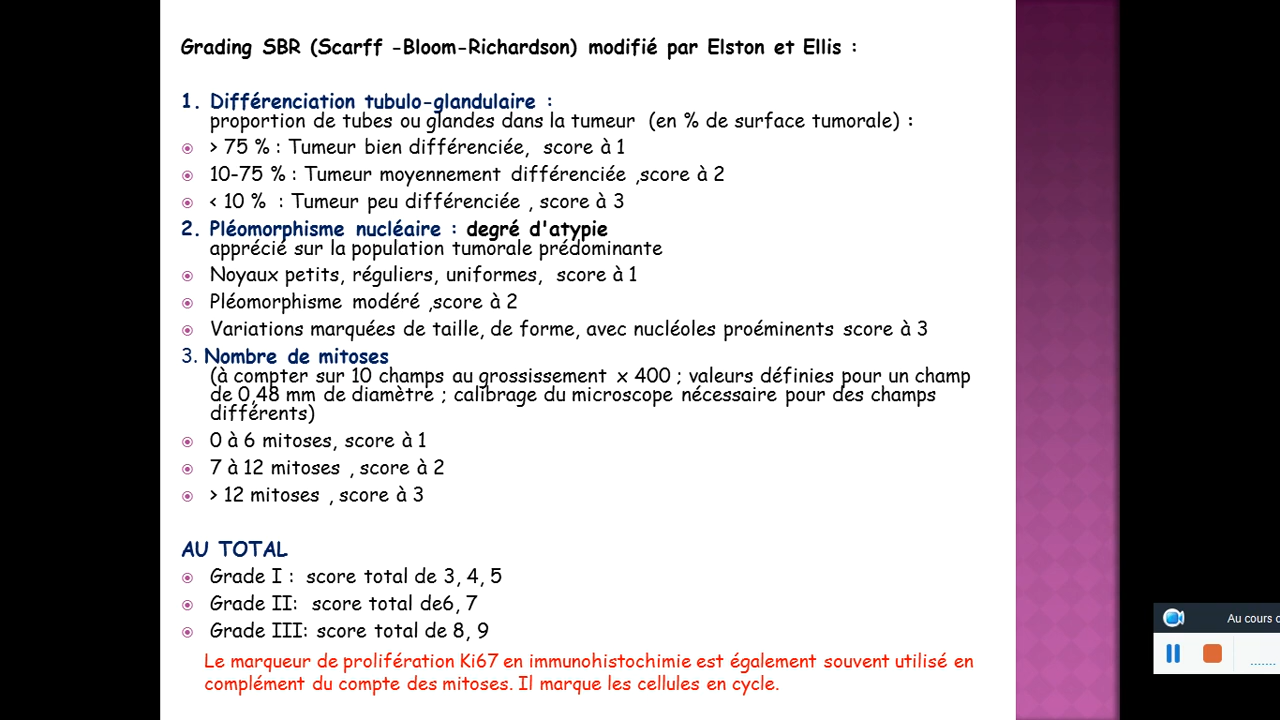 Grading SBR (Scarff -Bloom-Richardson) modifié par Elston et Ellis :
1. Différenciation tubulo-glandulaire :
proportion de tubes ou glandes dans la tumeur (en % de surface tumorale) :
> 75 % : Tumeur bien différenciée, score à 1
10-75 % : Tumeur moyennement différenciée ,score à 2
< 10 % : Tumeur peu différenciée , score à 3
2. Pléomorphisme nucléaire : degré d'atypie
apprécié sur la population tumorale prédominante
Noyaux petits, réguliers, uniformes, score à 1
Pléomorphisme modéré ,score à 2
Variations marquées de taille, de forme, avec nucléoles proéminents score à 3
3. Nombre de mitoses
(à compter sur 10 champs au grossissement x 400 ; valeurs définies pour un champ
de 0,48 mm de diamètre ; calibrage du microscope nécessaire pour des champs
différents)
0 à 6 mitoses, score à 1
7 à 12 mitoses , score à 2
> 12 mitoses , score à 3
AU TOTAL
Grade I : score total de 3, 4, 5
Grade II: score total de6, 7
Grade III: score total de 8, 9
Le marqueur de prolifération Ki67 en immunohistochimie est également souvent utilisé en
complément du compte des mitoses. Il marque les cellules en cycle.
Au cours